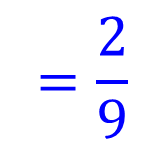 = 2/9